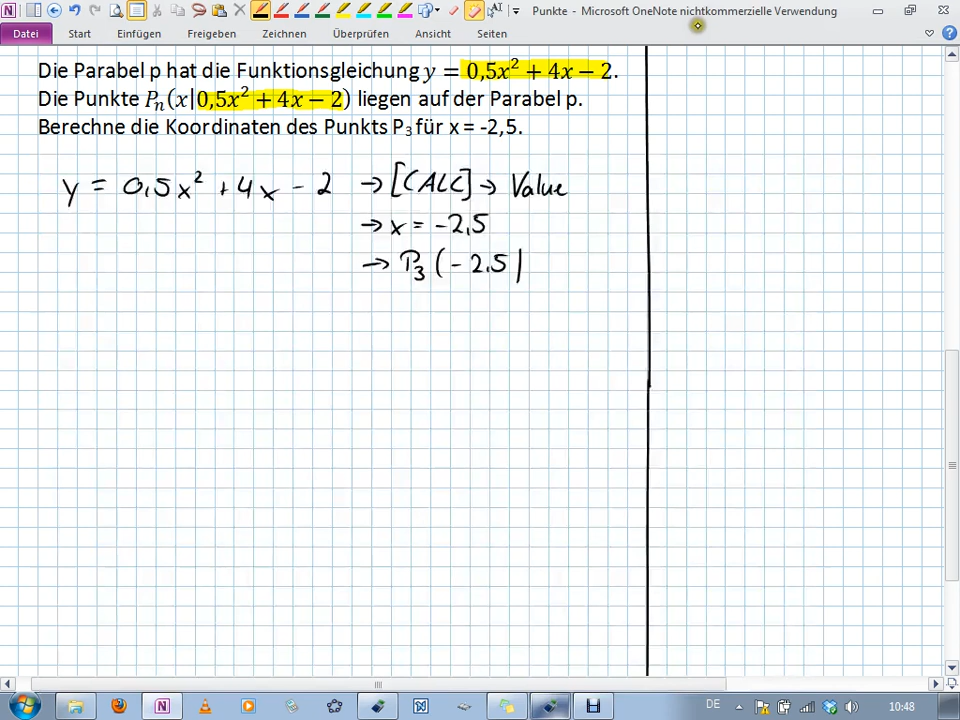 Punkte - Microsoft OneNote nichtkommerzielle Verwendung
Datei Start Einfügen Freigeben Zeichnen Überprüfen Ansicht Seiten
Die Parabel p hat die Funktionsgleichung y = 0,5x² + 4x − 2.
Die Punkte Pₙ(x|0,5x² + 4x − 2) liegen auf der Parabel p.
Berechne die Koordinaten des Punkts P₃ für x = -2,5.
y = 0,5x² + 4x - 2 → [CALC] → Value
→ x = -2,5
→ P₃ (-2,5|
DE 10:48